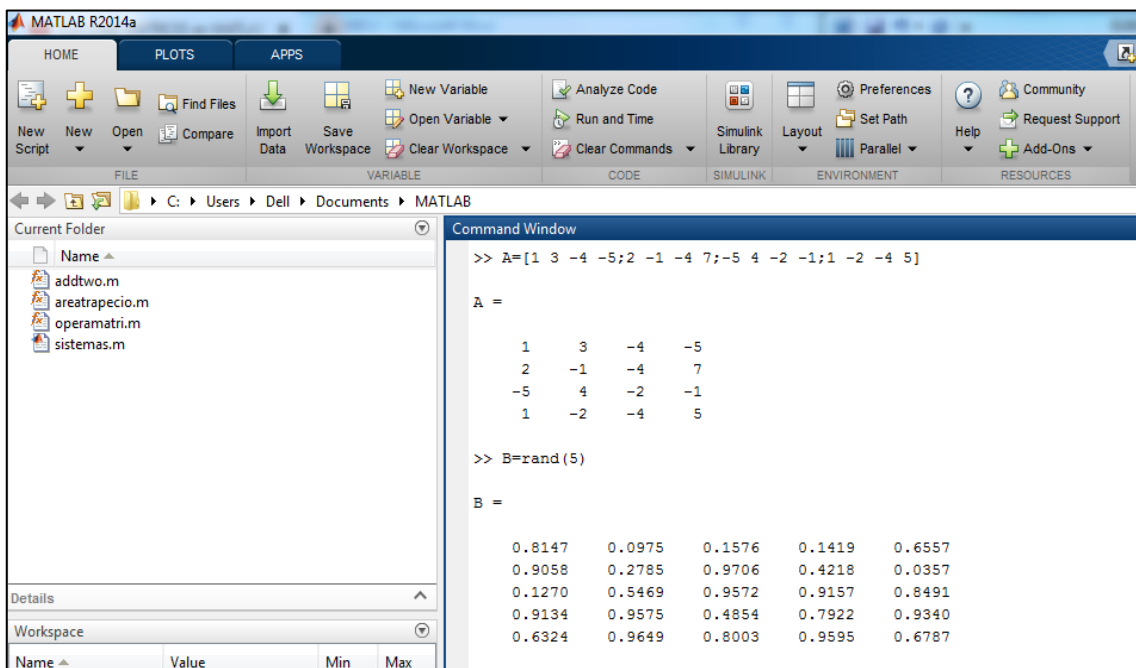 MATLAB R2014a
HOME PLOTS APPS
New Script
New
Open
Find Files
Compare
Import Data
Save Workspace
New Variable
Open Variable
Clear Workspace
Analyze Code
Run and Time
Clear Commands
Simulink Library
Layout
Preferences
Set Path
Parallel
Help
Community
Request Support
Add-Ons
FILE VARIABLE CODE SIMULINK ENVIRONMENT RESOURCES
C: Users Dell Documents MATLAB
Current Folder
Name
addtwo.m
areatrapecio.m
operamatri.m
sistemas.m
Details
Workspace
Name Value Min Max
Command Window
>> A=[1 3 -4 -5;2 -1 -4 7;-5 4 -2 -1;1 -2 -4 5]
A =
1 3 -4 -5
2 -1 -4 7
-5 4 -2 -1
1 -2 -4 5
>> B=rand(5)
B =
0.8147 0.0975 0.1576 0.1419 0.6557
0.9058 0.2785 0.9706 0.4218 0.0357
0.1270 0.5469 0.9572 0.9157 0.8491
0.9134 0.9575 0.4854 0.7922 0.9340
0.6324 0.9649 0.8003 0.9595 0.6787